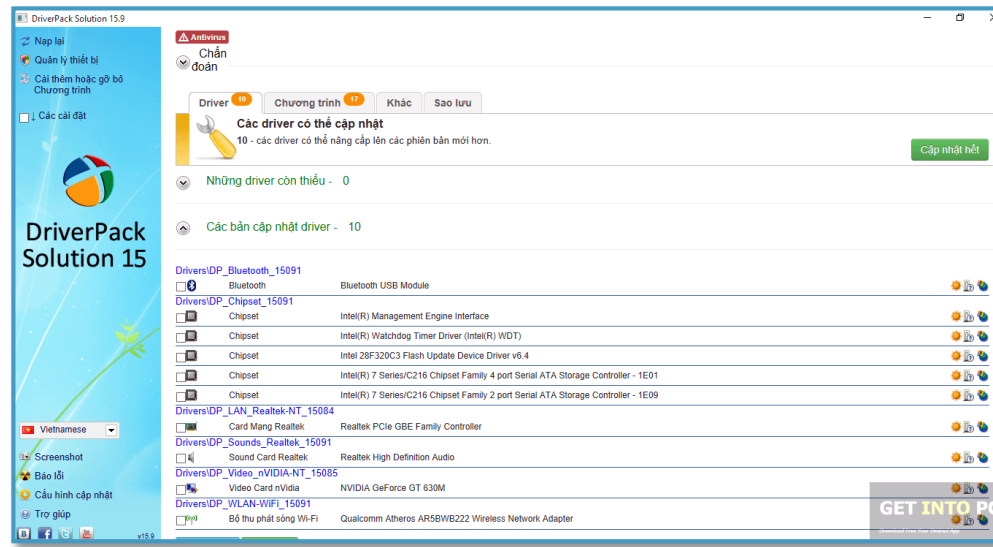 DriverPack Solution 15.9
Nạp lại
Quản lý thiết bị
Cài thêm hoặc gỡ bỏ
Chương trình
↓ Các cài đặt
DriverPack
Solution 15
Vietnamese
Screenshot
Báo lỗi
Cấu hình cập nhật
Trợ giúp
v15.9
Antivirus
Chẩn
đoán
Driver 10
Chương trình 17
Khác
Sao lưu
Các driver có thể cập nhật
10 - các driver có thể nâng cấp lên các phiên bản mới hơn.
Cập nhật hết
Những driver còn thiếu - 0
Các bản cập nhật driver - 10
Drivers\DP_Bluetooth_15091
Bluetooth Bluetooth USB Module
Drivers\DP_Chipset_15091
Chipset Intel(R) Management Engine Interface
Chipset Intel(R) Watchdog Timer Driver (Intel(R) WDT)
Chipset Intel 28F320C3 Flash Update Device Driver v6.4
Chipset Intel(R) 7 Series/C216 Chipset Family 4 port Serial ATA Storage Controller - 1E01
Chipset Intel(R) 7 Series/C216 Chipset Family 2 port Serial ATA Storage Controller - 1E09
Drivers\DP_LAN_Realtek-NT_15084
Card Mạng Realtek Realtek PCIe GBE Family Controller
Drivers\DP_Sounds_Realtek_15091
Sound Card Realtek Realtek High Definition Audio
Drivers\DP_Video_nVIDIA-NT_15085
Video Card nVidia NVIDIA GeForce GT 630M
Drivers\DP_WLAN-WiFi_15091
Bộ thu phát sóng Wi-Fi Qualcomm Atheros AR5BWB222 Wireless Network Adapter
GET INTO PC